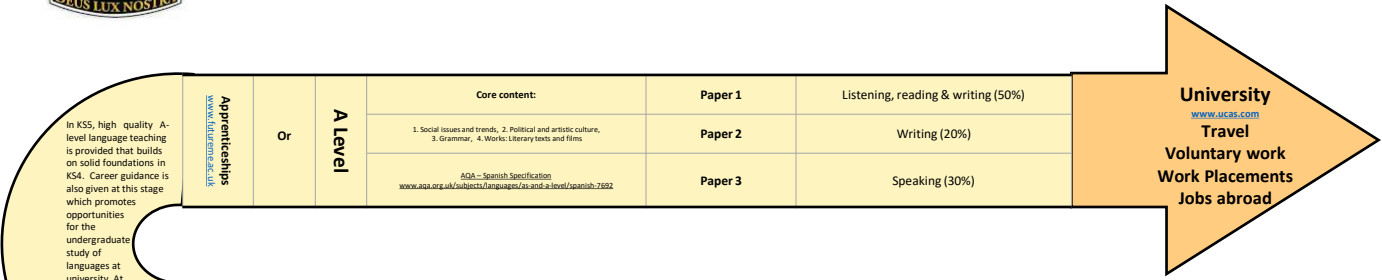 DEUS LUX NOSTRA
In KS5, high quality A-
level language teaching
is provided that builds
on solid foundations in
KS4. Career guidance is
also given at this stage
which promotes
opportunities
for the
undergraduate
study of
languages at
university. At
Apprenticeships
www.futureme.ac.uk
Or
A Level
Core content:
1. Social issues and trends, 2. Political and artistic culture,
3. Grammar, 4. Works: Literary texts and films
AQA – Spanish Specification
www.aqa.org.uk/subjects/languages/as-and-a-level/spanish-7692
Paper 1
Listening, reading & writing (50%)
Paper 2
Writing (20%)
Paper 3
Speaking (30%)
University
www.ucas.com
Travel
Voluntary work
Work Placements
Jobs abroad